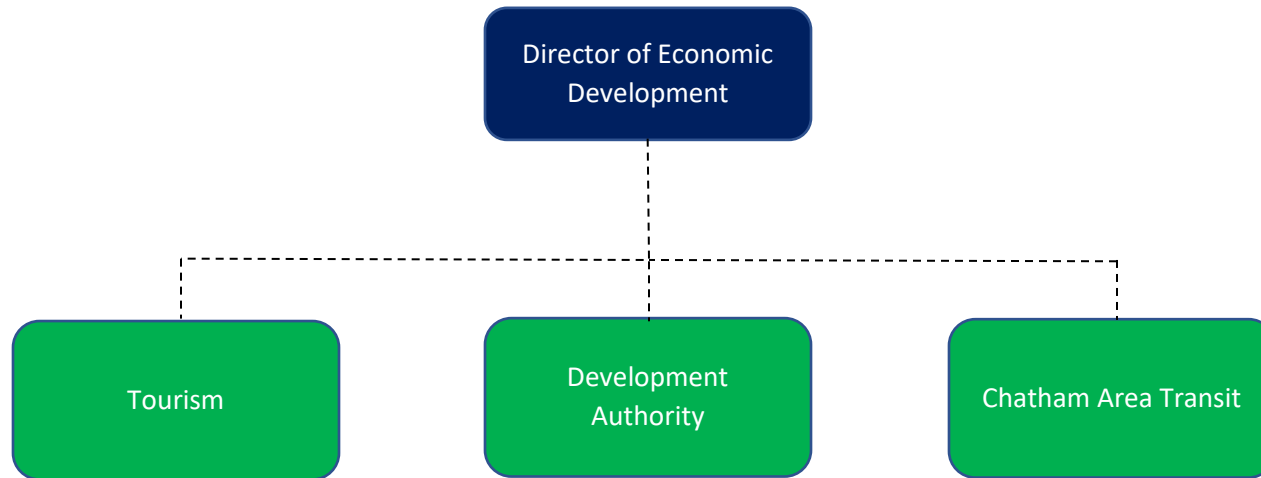 Director of Economic
Development
Tourism
Development
Authority
Chatham Area Transit